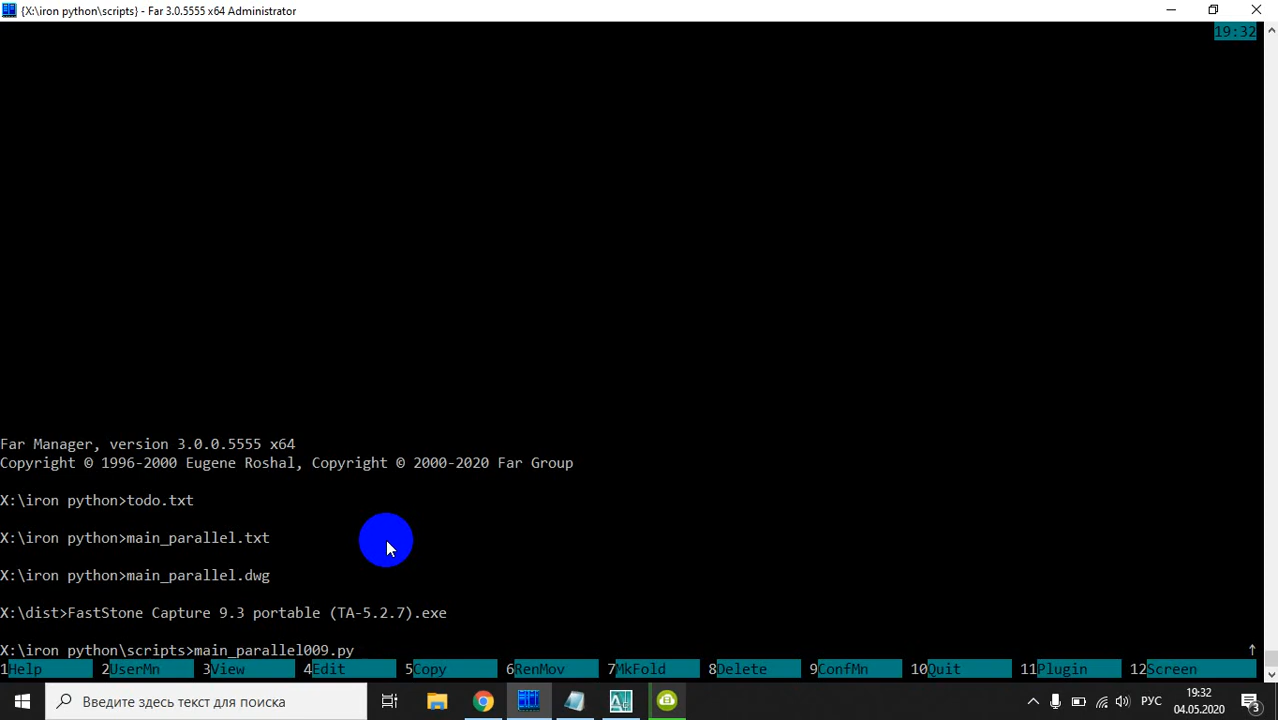 {X:\iron python\scripts} - Far 3.0.5555 x64 Administrator
19:32
Far Manager, version 3.0.0.5555 x64
Copyright © 1996-2000 Eugene Roshal, Copyright © 2000-2020 Far Group
X:\iron python>todo.txt
X:\iron python>main_parallel.txt
X:\iron python>main_parallel.dwg
X:\dist>FastStone Capture 9.3 portable (TA-5.2.7).exe
X:\iron python\scripts>main_parallel009.py
1Help 2UserMn 3View 4Edit 5Copy 6RenMov 7MkFold 8Delete 9ConfMn 10Quit 11Plugin 12Screen
Введите здесь текст для поиска
РУС
19:32
04.05.2020
3